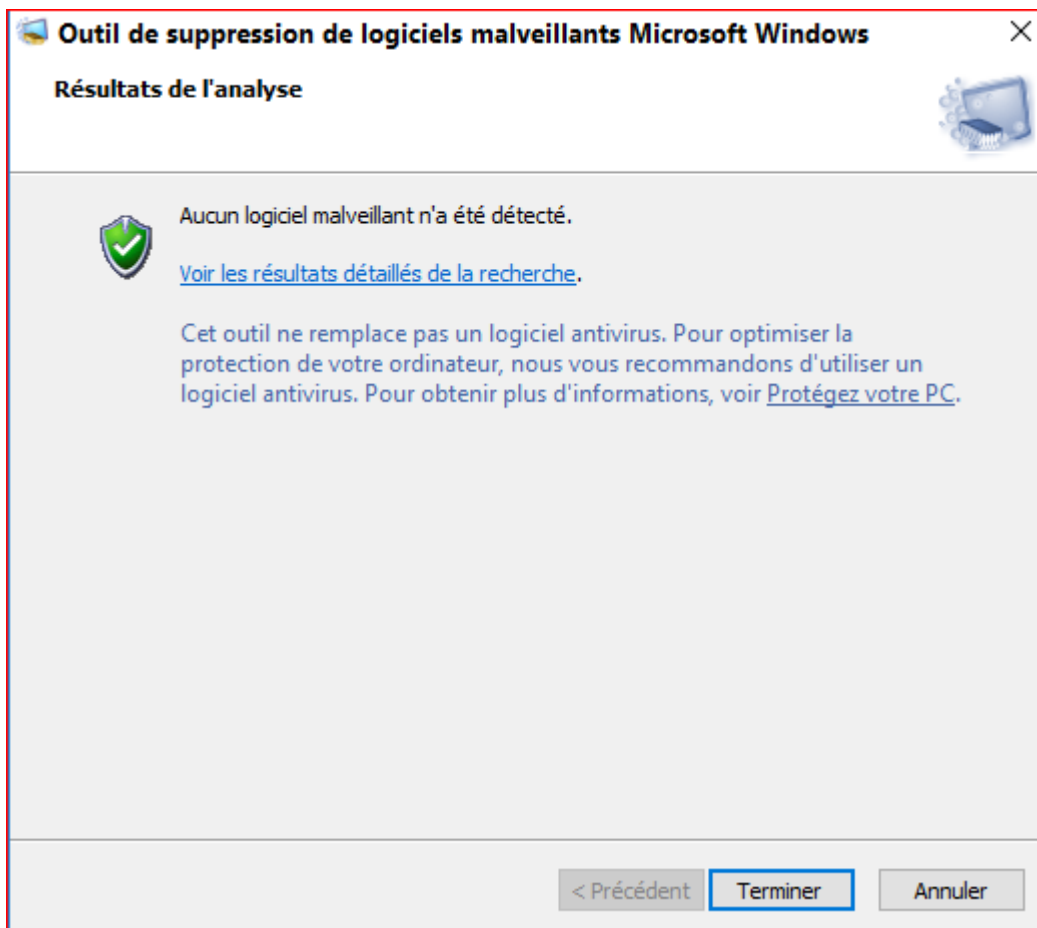 Outil de suppression de logiciels malveillants Microsoft Windows
Résultats de l'analyse
Aucun logiciel malveillant n'a été détecté.
Voir les résultats détaillés de la recherche.
Cet outil ne remplace pas un logiciel antivirus. Pour optimiser la
protection de votre ordinateur, nous vous recommandons d'utiliser un
logiciel antivirus. Pour obtenir plus d'informations, voir Protégez votre PC.
< Précédent Terminer Annuler